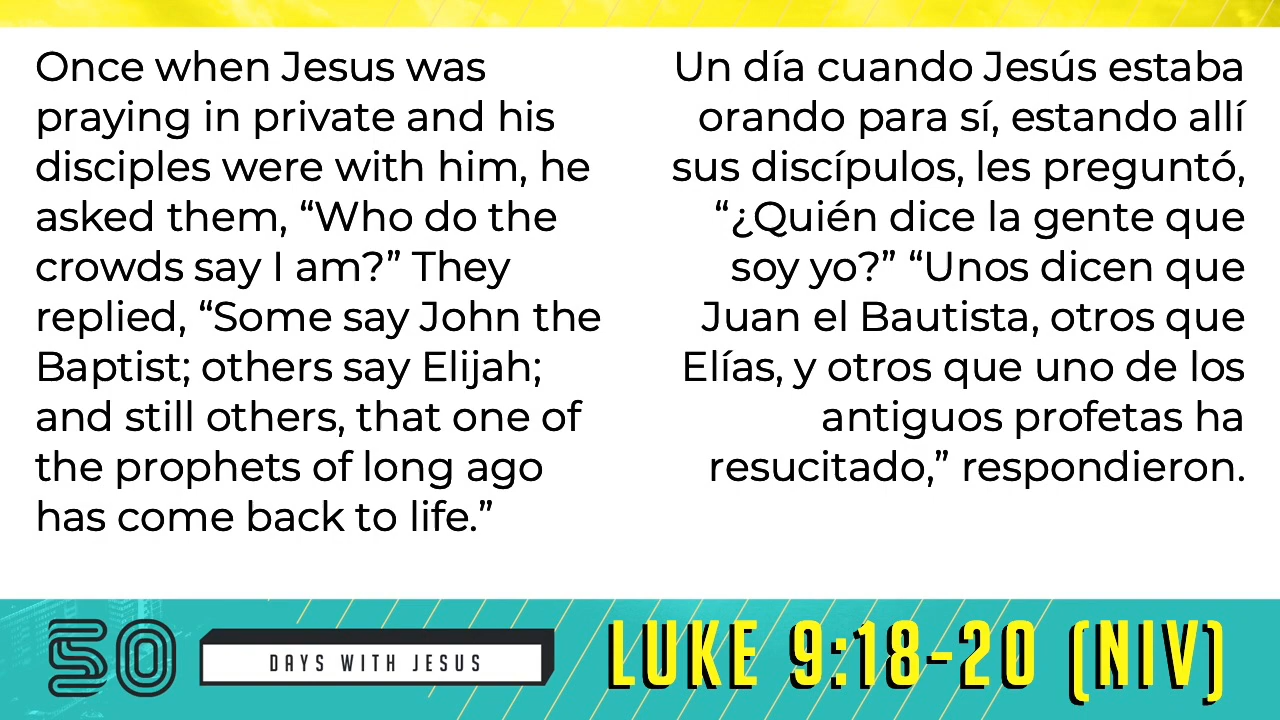 Once when Jesus was
praying in private and his
disciples were with him, he
asked them, “Who do the
crowds say I am?” They
replied, “Some say John the
Baptist; others say Elijah;
and still others, that one of
the prophets of long ago
has come back to life.”
Un día cuando Jesús estaba
orando para sí, estando allí
sus discípulos, les preguntó,
“¿Quién dice la gente que
soy yo?” “Unos dicen que
Juan el Bautista, otros que
Elías, y otros que uno de los
antiguos profetas ha
resucitado,” respondieron.
50
DAYS WITH JESUS
LUKE 9:18-20 (NIV)